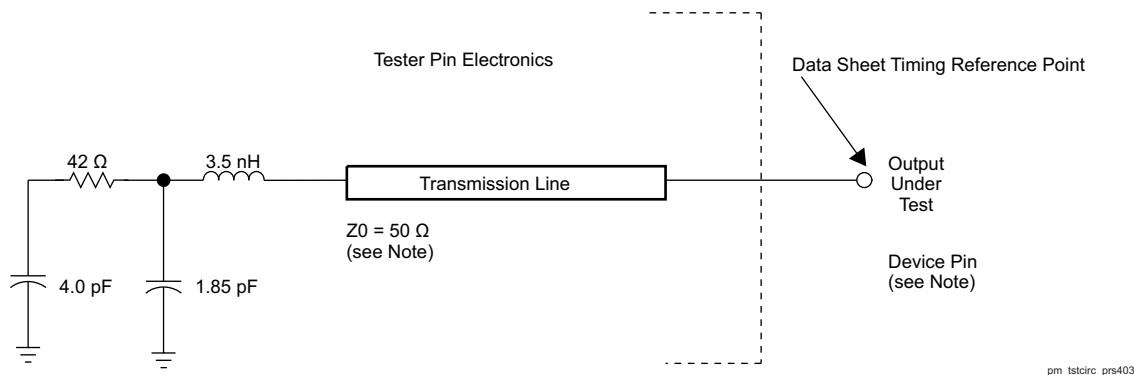 Tester Pin Electronics
Data Sheet Timing Reference Point
42 Ω
3.5 nH
Transmission Line
Output
Under
Test
Z0 = 50 Ω
(see Note)
Device Pin
(see Note)
4.0 pF
1.85 pF
pm_tstcirc_prs403